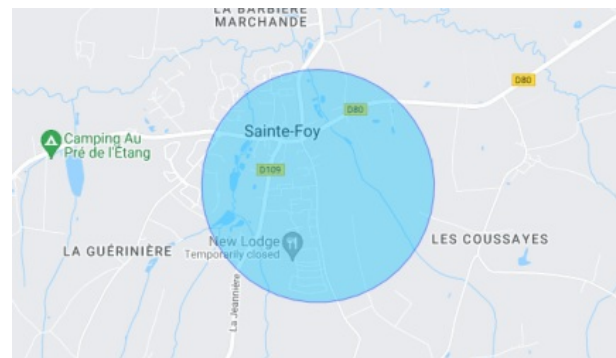 LA BARBIÈRE
MARCHANDE
D80
D80
Sainte-Foy
Camping Au
Pré de l'Étang
D109
LA GUÉRINIÈRE
New Lodge
Temporarily closed
LES COUSSAYES
La Jeannière